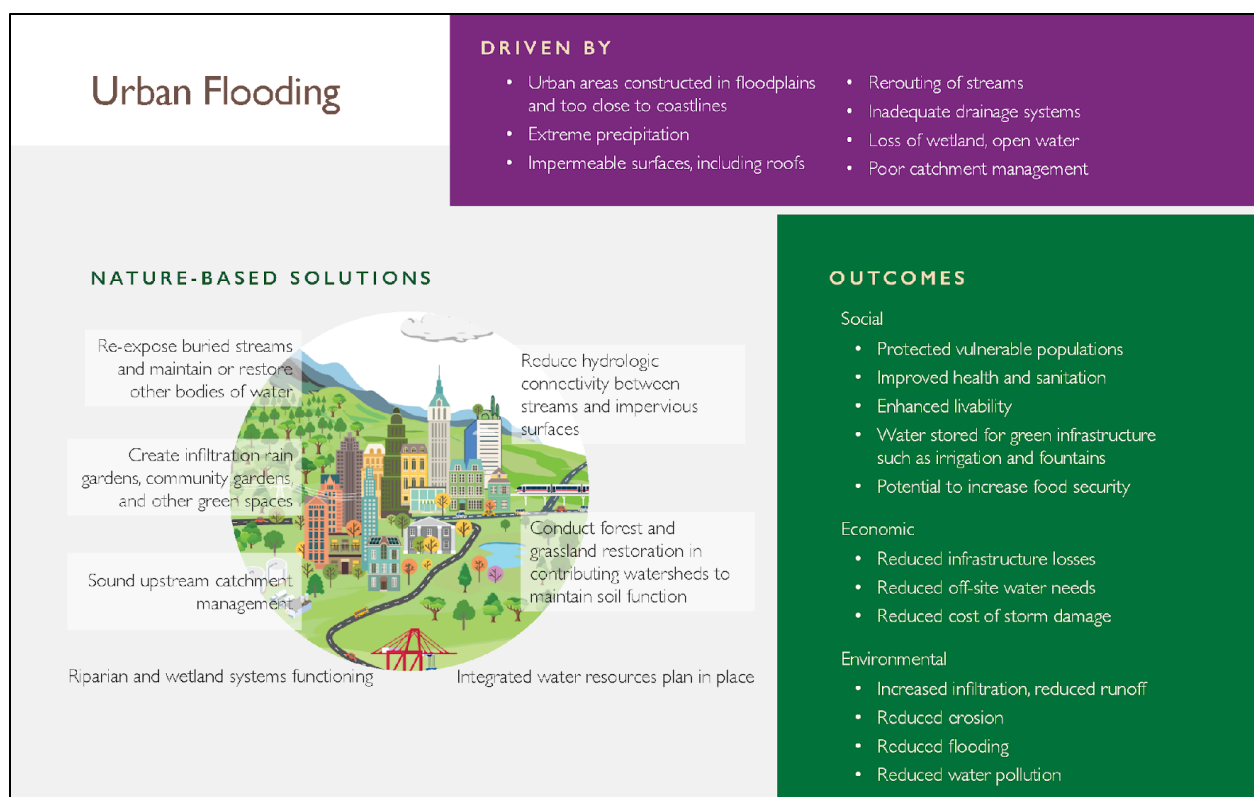 Urban Flooding
DRIVEN BY
• Urban areas constructed in floodplains
and too close to coastlines
• Extreme precipitation
• Impermeable surfaces, including roofs
• Rerouting of streams
• Inadequate drainage systems
• Loss of wetland, open water
• Poor catchment management
NATURE-BASED SOLUTIONS
Re-expose buried streams
and maintain or restore
other bodies of water
Create infiltration rain
gardens, community gardens,
and other green spaces
Sound upstream catchment
management
Riparian and wetland systems functioning
Reduce hydrologic
connectivity between
streams and impervious
surfaces
Conduct forest and
grassland restoration in
contributing watersheds to
maintain soil function
Integrated water resources plan in place
OUTCOMES
Social
• Protected vulnerable populations
• Improved health and sanitation
• Enhanced livability
• Water stored for green infrastructure
such as irrigation and fountains
• Potential to increase food security
Economic
• Reduced infrastructure losses
• Reduced off-site water needs
• Reduced cost of storm damage
Environmental
• Increased infiltration, reduced runoff
• Reduced erosion
• Reduced flooding
• Reduced water pollution